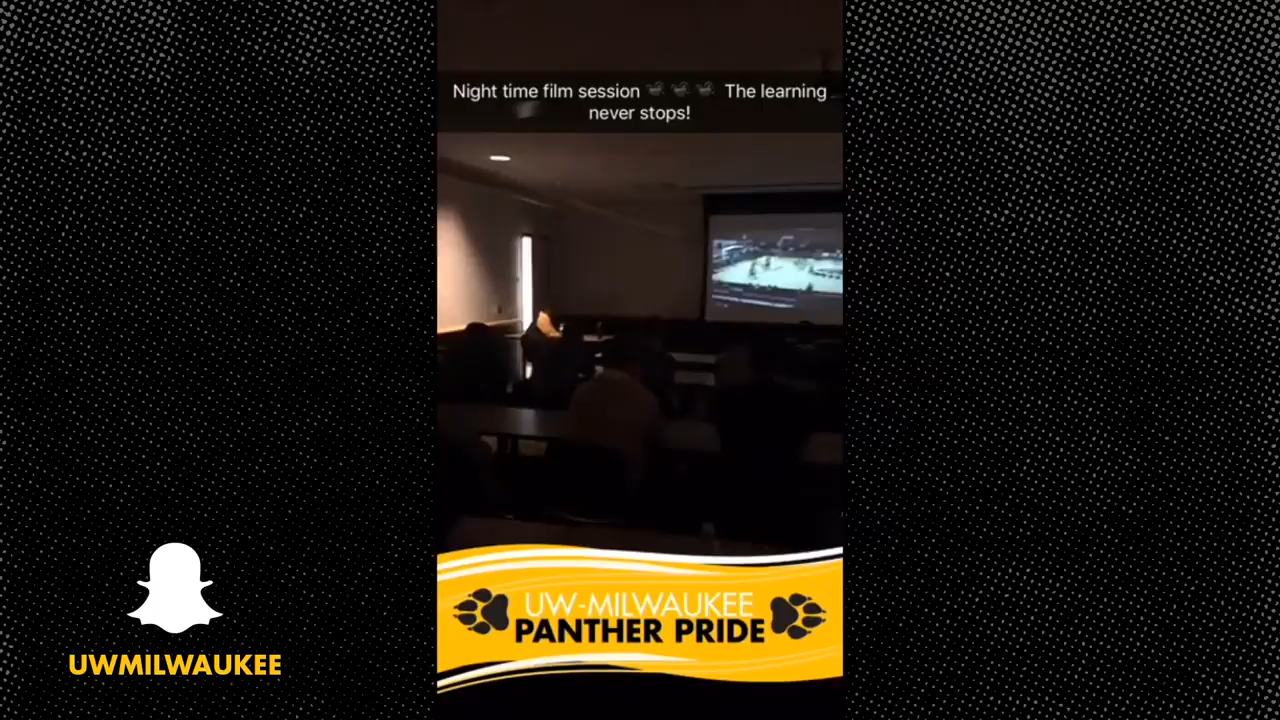 Night time film session The learning
never stops!
UW-MILWAUKEE
PANTHER PRIDE
UWMILWAUKEE